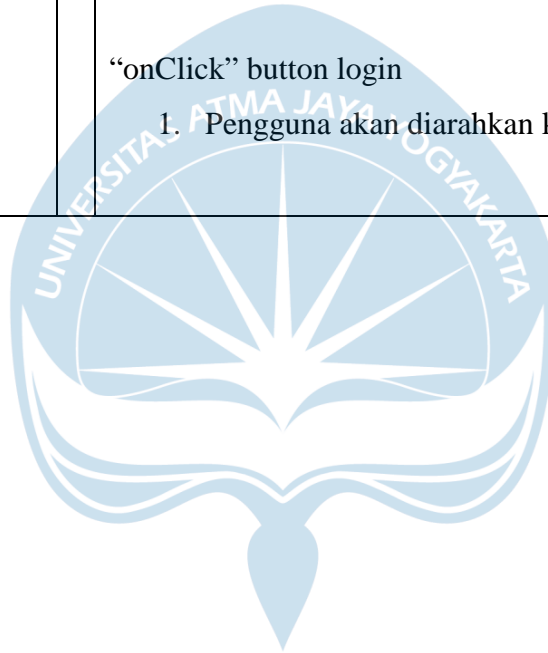 “onClick” button login
1. Pengguna akan diarahkan k
UNIVERSITAS ATMA JAYA YOGYAKARTA